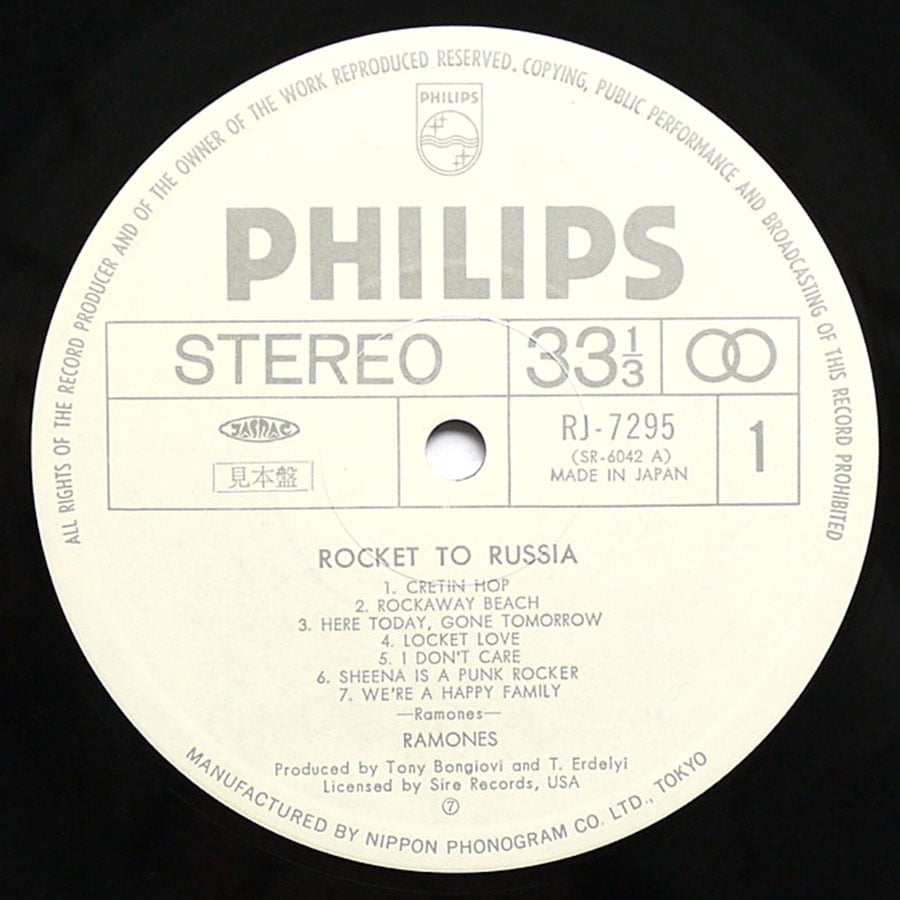 ALL RIGHTS OF THE RECORD PRODUCER AND OF THE OWNER OF THE WORK REPRODUCED RESERVED. COPYING, PUBLIC PERFORMANCE AND BROADCASTING OF THIS RECORD PROHIBITED
PHILIPS
PHILIPS
STEREO 33 1/3
JASRAC
見本盤
RJ-7295
(SR-6042 A)
MADE IN JAPAN
1
ROCKET TO RUSSIA
1. CRETIN HOP
2. ROCKAWAY BEACH
3. HERE TODAY, GONE TOMORROW
4. LOCKET LOVE
5. I DON'T CARE
6. SHEENA IS A PUNK ROCKER
7. WE'RE A HAPPY FAMILY
—Ramones—
RAMONES
Produced by Tony Bongiovi and T. Erdelyi
Licensed by Sire Records, USA
⑦
MANUFACTURED BY NIPPON PHONOGRAM CO. LTD., TOKYO